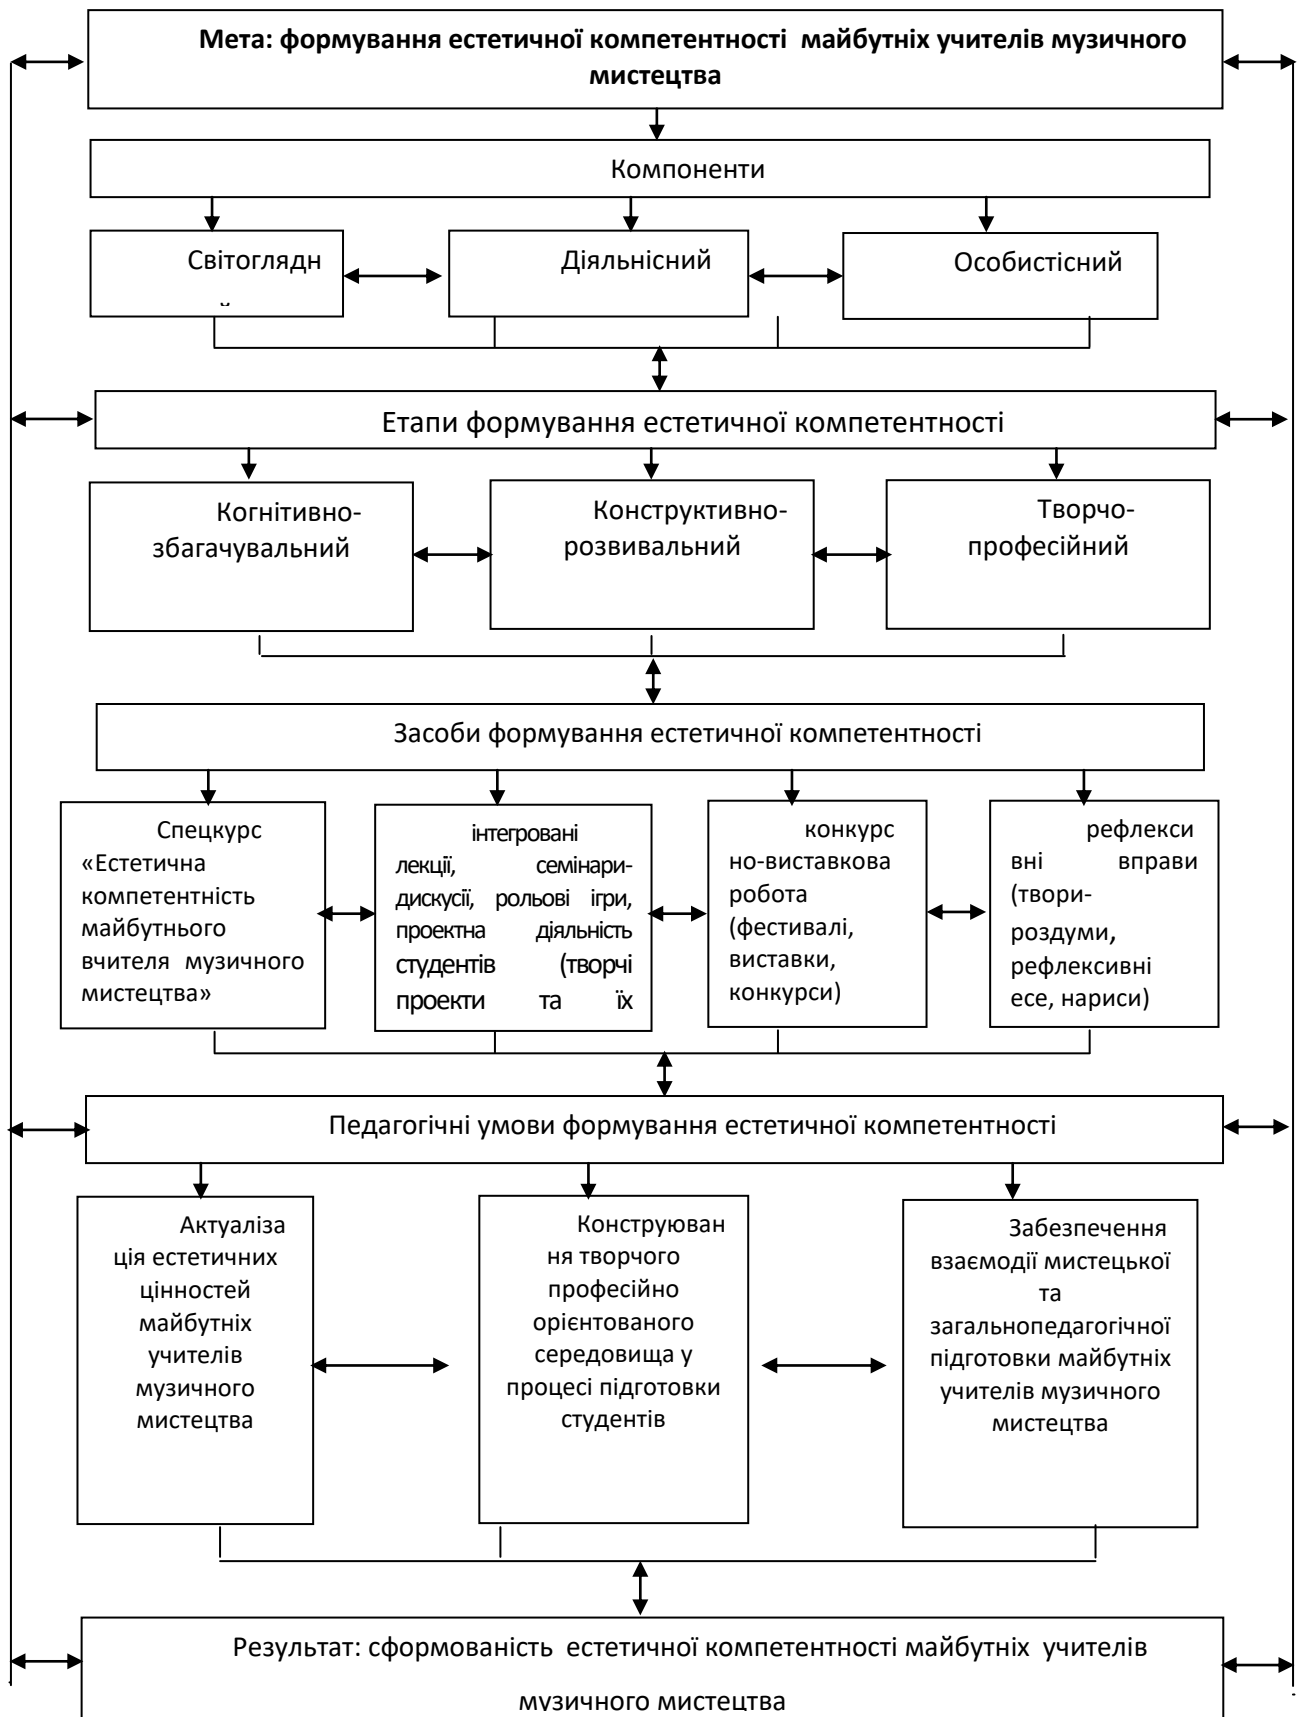 Мета: формування естетичної компетентності майбутніх учителів музичного
мистецтва
Компоненти
Світоглядн
Діяльнісний
Особистісний
Етапи формування естетичної компетентності
Когнітивно-
збагачувальний
Конструктивно-
розвивальний
Творчо-
професійний
Засоби формування естетичної компетентності
Спецкурс
«Естетична
компетентність
майбутнього
вчителя музичного
мистецтва»
інтегровані
лекції, семінари-
дискусії, рольові ігри,
проектна діяльність
студентів (творчі
проекти та їх
конкурс
но-виставкова
робота
(фестивалі,
виставки,
конкурси)
рефлекси
вні вправи
(твори-
роздуми,
рефлексивні
есе, нариси)
Педагогічні умови формування естетичної компетентності
Актуаліза
ція естетичних
цінностей
майбутніх
учителів
музичного
мистецтва
Конструюван
ня творчого
професійно
орієнтованого
середовища у
процесі підготовки
студентів
Забезпечення
взаємодії мистецької
та
загальнопедагогічної
підготовки майбутніх
учителів музичного
мистецтва
Результат: сформованість естетичної компетентності майбутніх учителів
музичного мистецтва